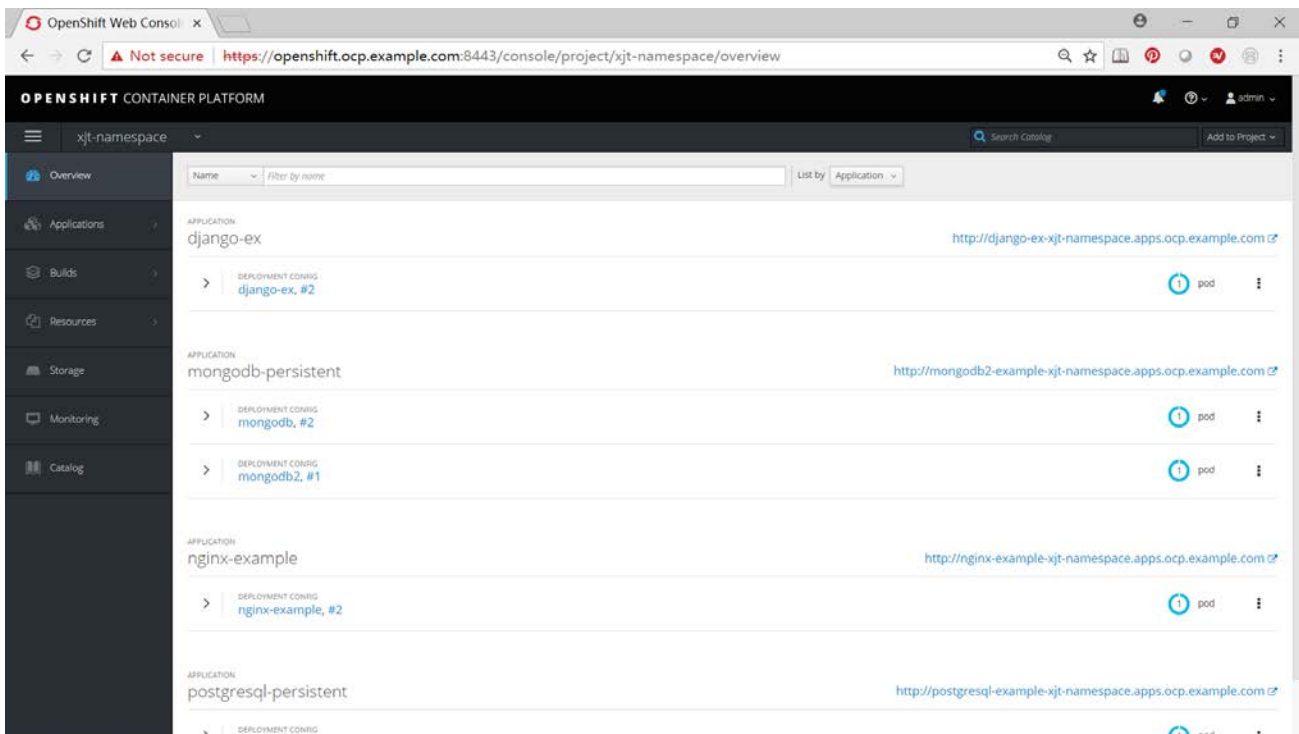 OpenShift Web Consol
Not secure https://openshift.ocp.example.com:8443/console/project/xjt-namespace/overview
OPENSHIFT CONTAINER PLATFORM
admin
xjt-namespace
Search Catalog
Add to Project
Overview
Name
Filter by name
List by
Application
Applications
Builds
Resources
Storage
Monitoring
Catalog
APPLICATION
django-ex
http://django-ex-xjt-namespace.apps.ocp.example.com
DEPLOYMENT CONFIG
django-ex, #2
1 pod
APPLICATION
mongodb-persistent
http://mongodb2-example-xjt-namespace.apps.ocp.example.com
DEPLOYMENT CONFIG
mongodb, #2
1 pod
DEPLOYMENT CONFIG
mongodb2, #1
1 pod
APPLICATION
nginx-example
http://nginx-example-xjt-namespace.apps.ocp.example.com
DEPLOYMENT CONFIG
nginx-example, #2
1 pod
APPLICATION
postgresql-persistent
http://postgresql-example-xjt-namespace.apps.ocp.example.com
DEPLOYMENT CONFIG